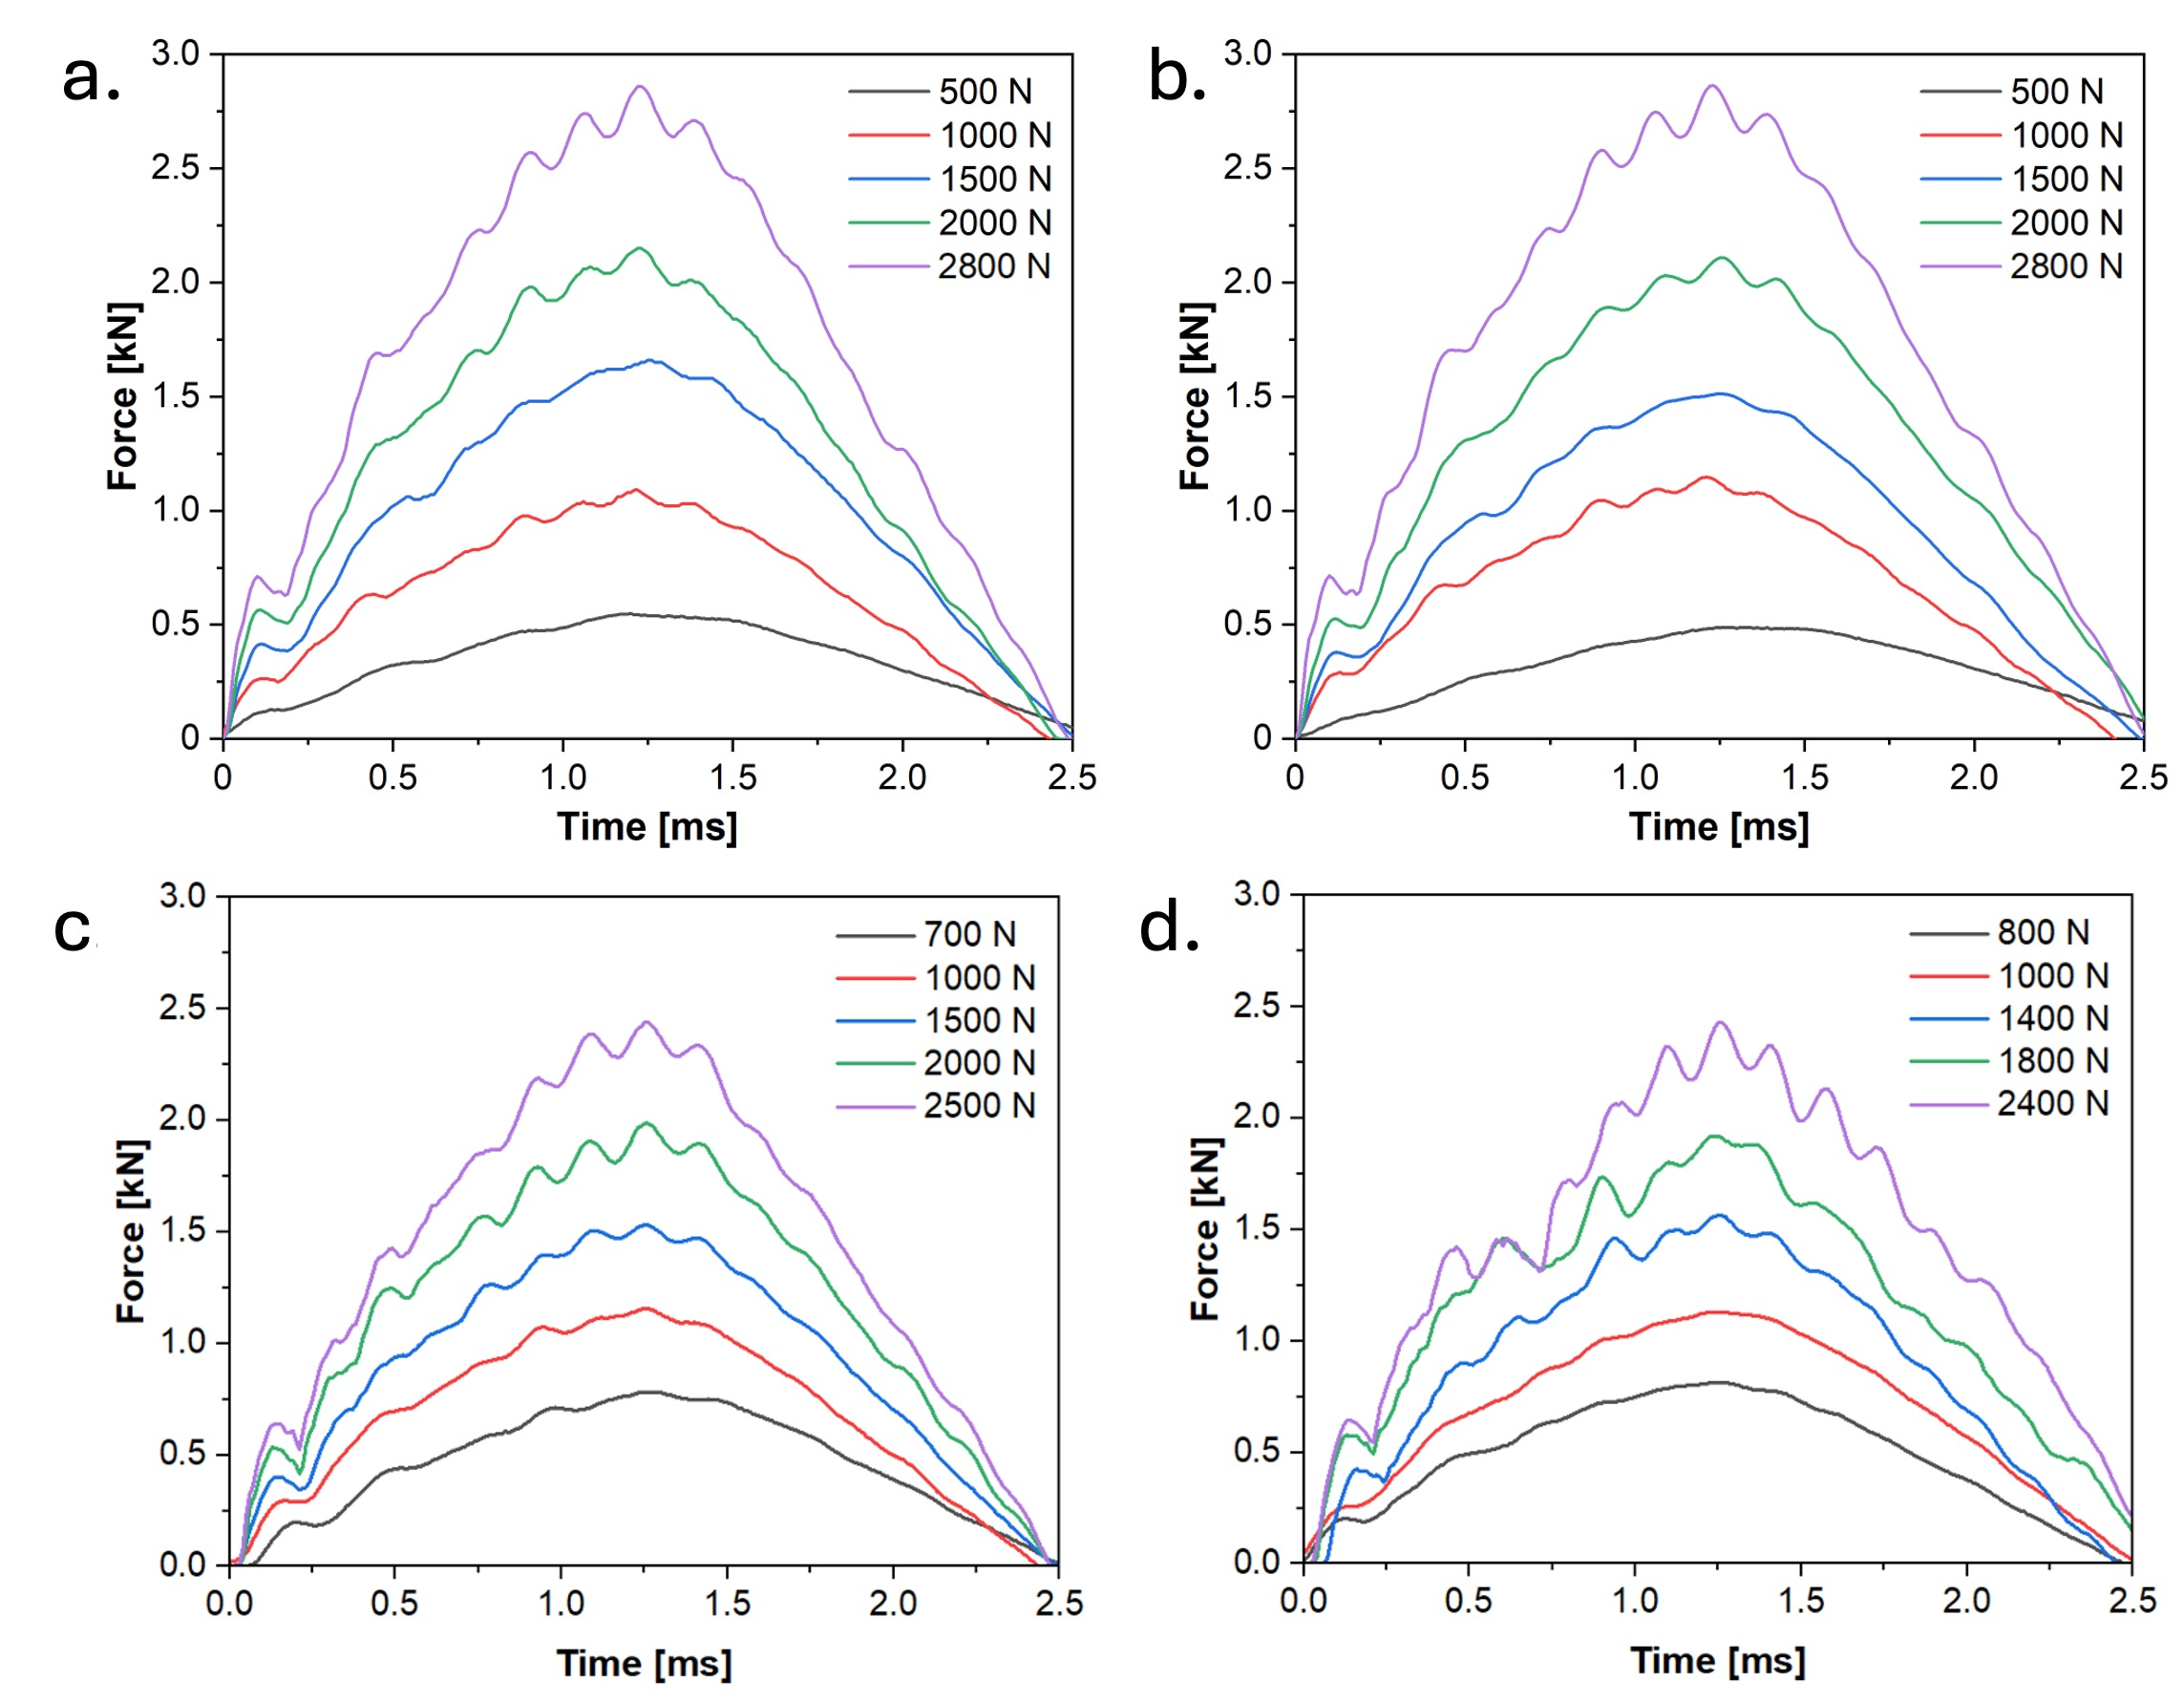 a.
3.0
2.5
2.0
1.5
1.0
0.5
0
Force [kN]
500 N
1000 N
1500 N
2000 N
2800 N
0 0.5 1.0 1.5 2.0 2.5
Time [ms]
b.
3.0
2.5
2.0
1.5
1.0
0.5
0
Force [kN]
500 N
1000 N
1500 N
2000 N
2800 N
0 0.5 1.0 1.5 2.0 2.5
Time [ms]
c.
3.0
2.5
2.0
1.5
1.0
0.5
0.0
Force [kN]
700 N
1000 N
1500 N
2000 N
2500 N
0.0 0.5 1.0 1.5 2.0 2.5
Time [ms]
d.
3.0
2.5
2.0
1.5
1.0
0.5
0.0
Force [kN]
800 N
1000 N
1400 N
1800 N
2400 N
0.0 0.5 1.0 1.5 2.0 2.5
Time [ms]